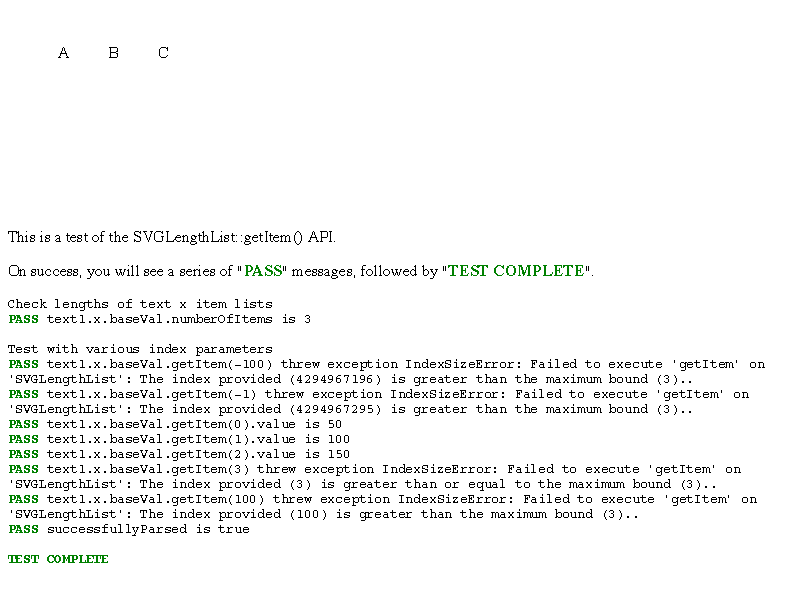 A B C
This is a test of the SVGLengthList::getItem() API.
On success, you will see a series of "PASS" messages, followed by "TEST COMPLETE".
Check lengths of text x item lists
PASS text1.x.baseVal.numberOfItems is 3
Test with various index parameters
PASS text1.x.baseVal.getItem(-100) threw exception IndexSizeError: Failed to execute 'getItem' on
'SVGLengthList': The index provided (4294967196) is greater than the maximum bound (3)..
PASS text1.x.baseVal.getItem(-1) threw exception IndexSizeError: Failed to execute 'getItem' on
'SVGLengthList': The index provided (4294967295) is greater than the maximum bound (3)..
PASS text1.x.baseVal.getItem(0).value is 50
PASS text1.x.baseVal.getItem(1).value is 100
PASS text1.x.baseVal.getItem(2).value is 150
PASS text1.x.baseVal.getItem(3) threw exception IndexSizeError: Failed to execute 'getItem' on
'SVGLengthList': The index provided (3) is greater than or equal to the maximum bound (3)..
PASS text1.x.baseVal.getItem(100) threw exception IndexSizeError: Failed to execute 'getItem' on
'SVGLengthList': The index provided (100) is greater than the maximum bound (3)..
PASS successfullyParsed is true
TEST COMPLETE